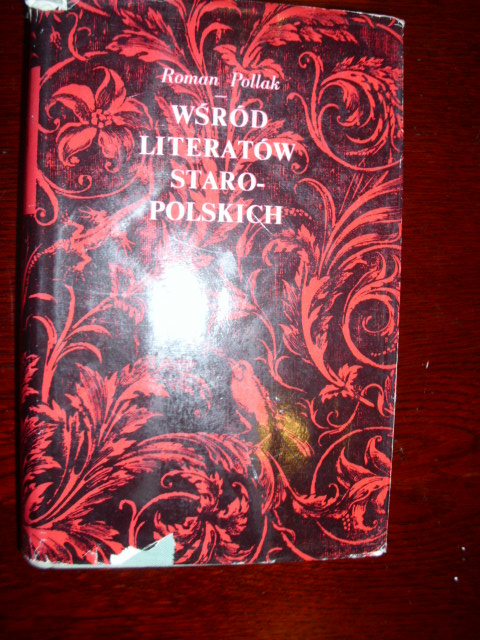 Roman Pollak
WŚRÓD
LITERATÓW
STARO-
POLSKICH